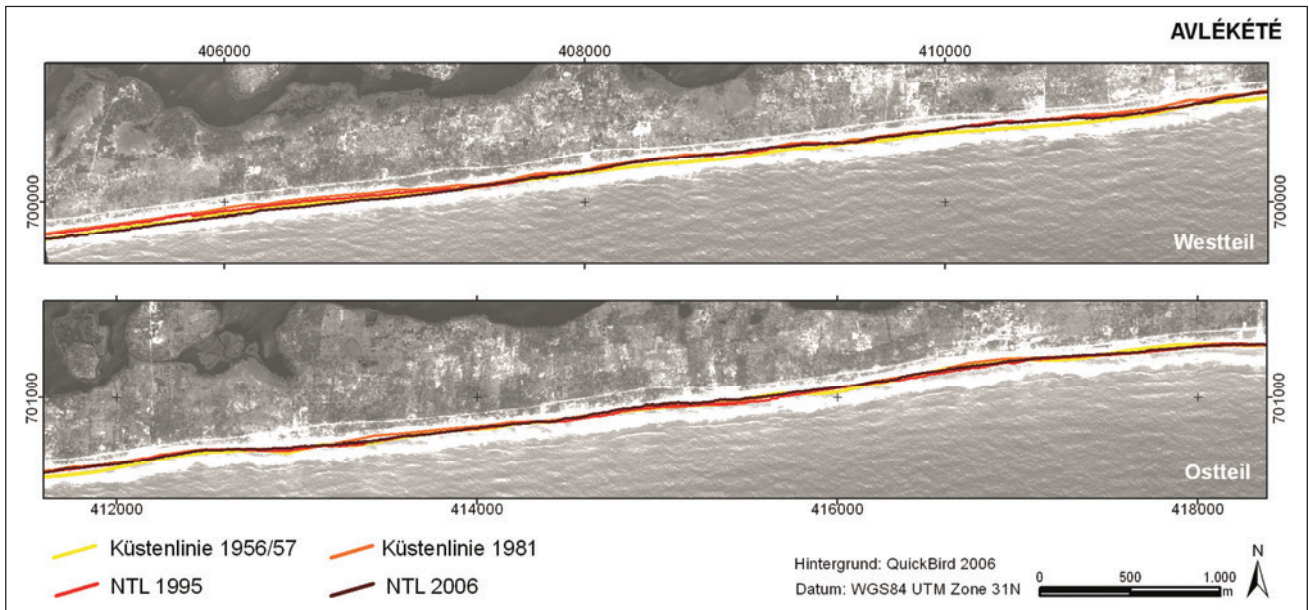 AVLÉKÉTÉ
406000 408000 410000
700000 700000
Westteil
701000 701000
Ostteil
412000 414000 416000 418000
Küstenlinie 1956/57 Küstenlinie 1981
NTL 1995 NTL 2006
Hintergrund: QuickBird 2006
Datum: WGS84 UTM Zone 31N
N
0 500 1.000
m